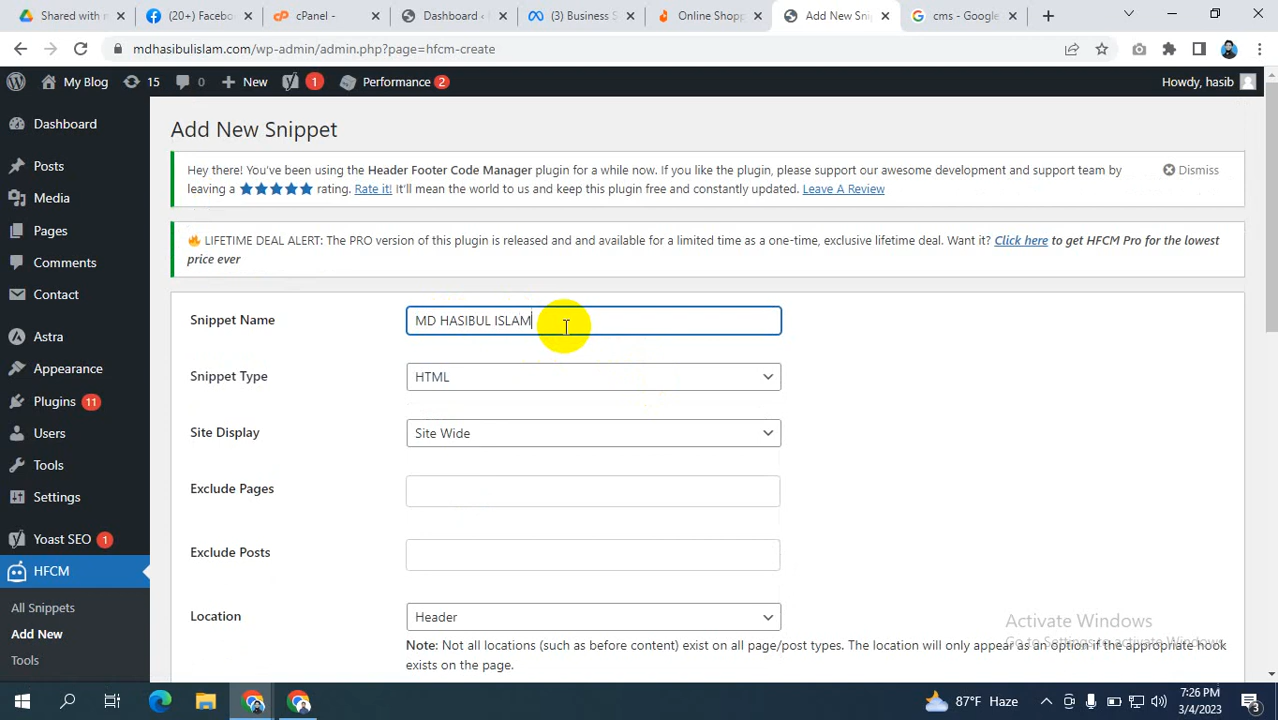 Shared with m
(20+) Faceboo
cPanel -
Dashboard ‹
(3) Business S
Online Shopp
Add New Snip
cms - Google
mdhasibulislam.com/wp-admin/admin.php?page=hfcm-create
My Blog
15
0
New
1
Performance 2
Howdy, hasib
Dashboard
Posts
Media
Pages
Comments
Contact
Astra
Appearance
Plugins 11
Users
Tools
Settings
Yoast SEO 1
HFCM
All Snippets
Add New
Tools
Add New Snippet
Hey there! You've been using the Header Footer Code Manager plugin for a while now. If you like the plugin, please support our awesome development and support team by
leaving a rating. Rate it! It'll mean the world to us and keep this plugin free and constantly updated. Leave A Review
Dismiss
LIFETIME DEAL ALERT: The PRO version of this plugin is released and and available for a limited time as a one-time, exclusive lifetime deal. Want it? Click here to get HFCM Pro for the lowest
price ever
Snippet Name MD HASIBUL ISLAM
Snippet Type HTML
Site Display Site Wide
Exclude Pages
Exclude Posts
Location Header
Note: Not all locations (such as before content) exist on all page/post types. The location will only appear as an option if the appropriate hook
exists on the page.
Activate Windows
Go to Settings to activate Windows.
87°F Haze
7:26 PM
3/4/2023
3